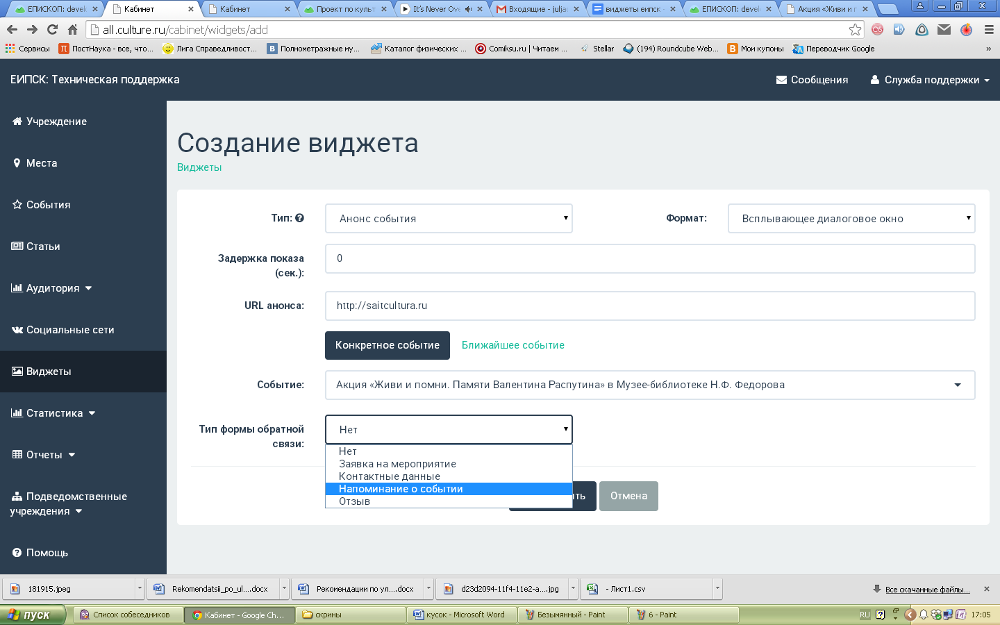 ЕПИСКОП: develo
Кабинет
Кабинет
Проект по культ
It's Never Ove
Входящие - julja
виджеты еипск -
ЕПИСКОП: develo
Акция «Живи и п
all.culture.ru/cabinet/widgets/add
Сервисы
ПостНаука - все, что...
Лига Справедливост...
Полнометражные му...
Каталог физических ...
Comiksu.ru | Читаем ...
Stellar
(194) Roundcube Web...
Мои купоны
Переводчик Google
»
ЕИПСК: Техническая поддержка
Сообщения
Служба поддержки
Учреждение
Места
События
Статьи
Аудитория
Социальные сети
Виджеты
Статистика
Отчеты
Подведомственные
учреждения
Помощь
Создание виджета
Виджеты
Тип:
Анонс события
Формат:
Всплывающее диалоговое окно
Задержка показа
(сек.):
0
URL анонса:
http://saitcultura.ru
Конкретное событие
Ближайшее событие
Событие:
Акция «Живи и помни. Памяти Валентина Распутина» в Музее-библиотеке Н.Ф. Федорова
Тип формы обратной
связи:
Нет
Нет
Заявка на мероприятие
Контактные данные
Напоминание о событии
Отзыв
ть
Отмена
181915.jpeg
Rekomendatsii_po_ul....docx
Рекомендации по ул....docx
d23d2094-11f4-11e2-a....jpg
- Лист1.csv
Все скачанные файлы...
пуск
Список собеседников
Кабинет - Google Ch...
скрины
кусок - Microsoft Word
Безымянный - Paint
6 - Paint
RU
17:05